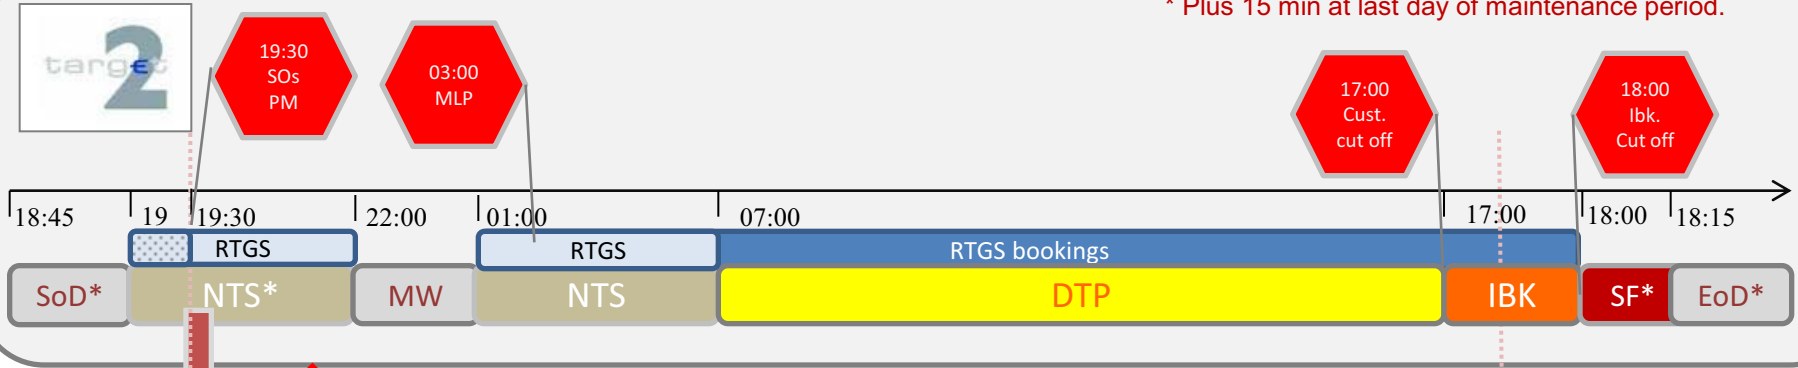 * Plus 15 min at last day of maintenance period.
target
2
19:30
SOs
PM
03:00
MLP
17:00
Cust.
cut off
18:00
Ibk.
Cut off
18:45
19
19:30
22:00
01:00
07:00
17:00
18:00
18:15
RTGS
RTGS
RTGS bookings
SoD*
NTS*
MW
NTS
DTP
IBK
SF*
EoD*